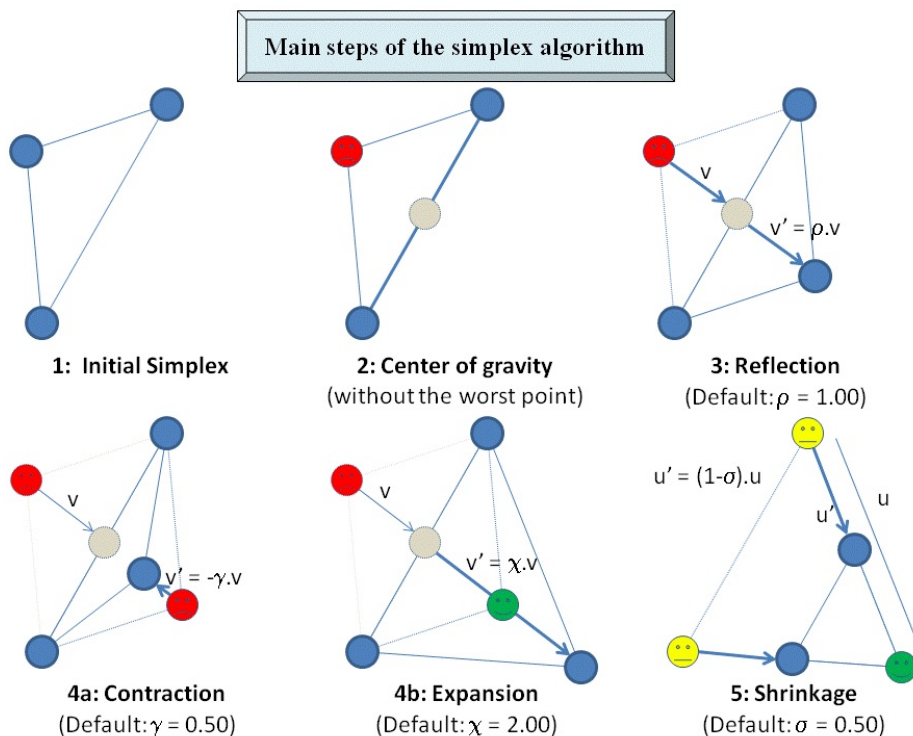 Main steps of the simplex algorithm
1: Initial Simplex
2: Center of gravity
(without the worst point)
v
v' = ρ.v
3: Reflection
(Default: ρ = 1.00)
v
v' = -γ.v
4a: Contraction
(Default: γ = 0.50)
v
v' = χ.v
4b: Expansion
(Default: χ = 2.00)
u' = (1-σ).u
u'
u
5: Shrinkage
(Default: σ = 0.50)